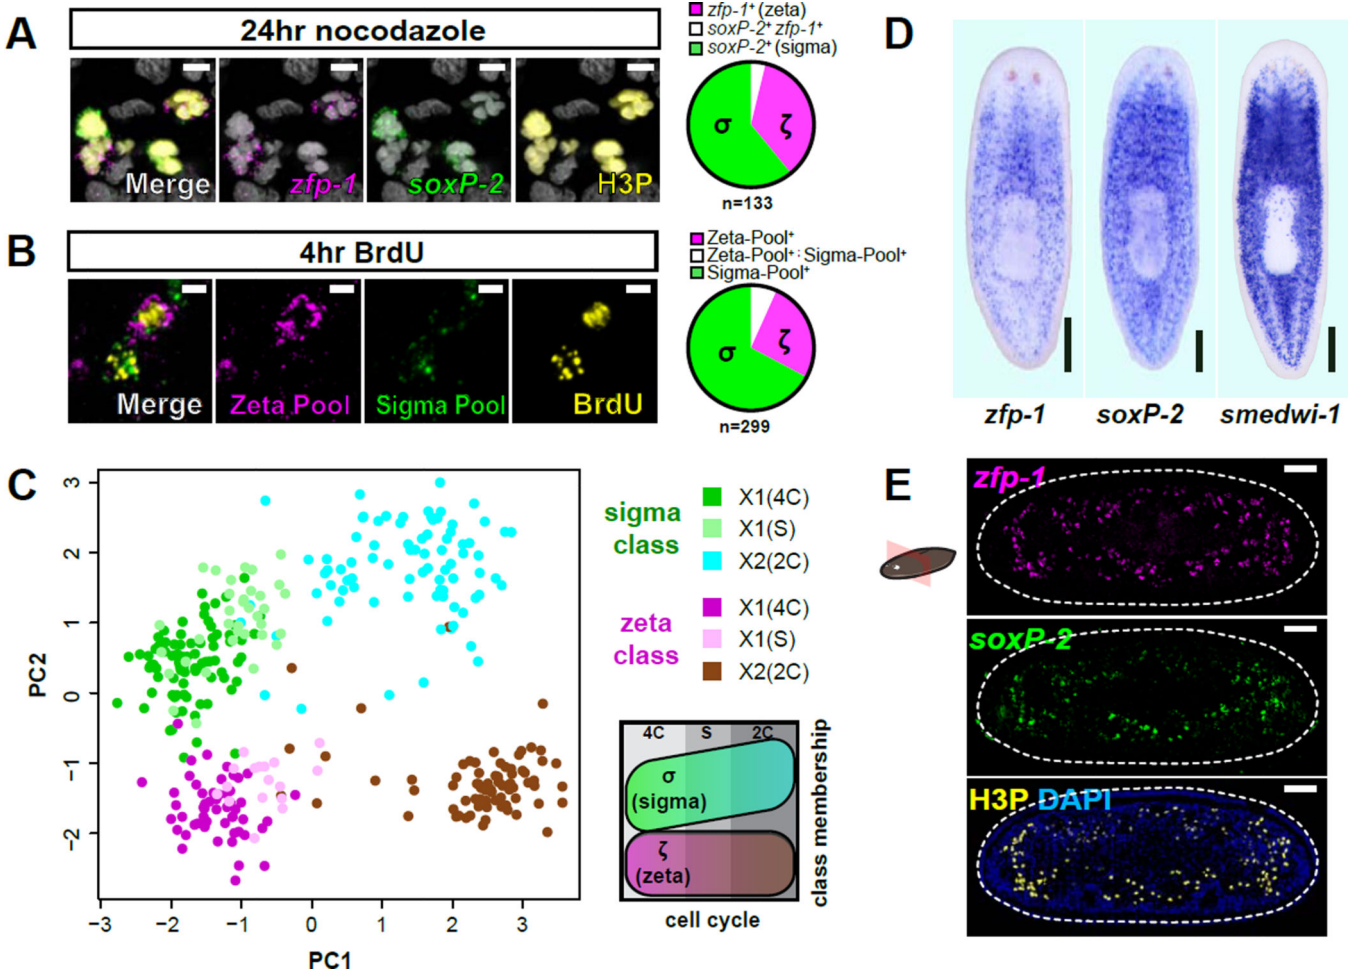 A
24hr nocodazole
Merge
zfp-1
soxP-2
H3P
zfp-1⁺ (zeta)
soxP-2⁺ zfp-1⁺
soxP-2⁺ (sigma)
σ
ζ
n=133
B
4hr BrdU
Merge
Zeta Pool
Sigma Pool
BrdU
Zeta-Pool⁺
Zeta-Pool⁺ : Sigma-Pool⁺
Sigma-Pool⁺
σ
ζ
n=299
C
3
2
1
0
−1
−2
PC2
−3
−2
−1
0
1
2
3
PC1
sigma
class
X1(4C)
X1(S)
X2(2C)
zeta
class
X1(4C)
X1(S)
X2(2C)
4C
S
2C
σ
(sigma)
ζ
(zeta)
cell cycle
class membership
D
zfp-1
soxP-2
smedwi-1
E
zfp-1
soxP-2
H3P DAPI